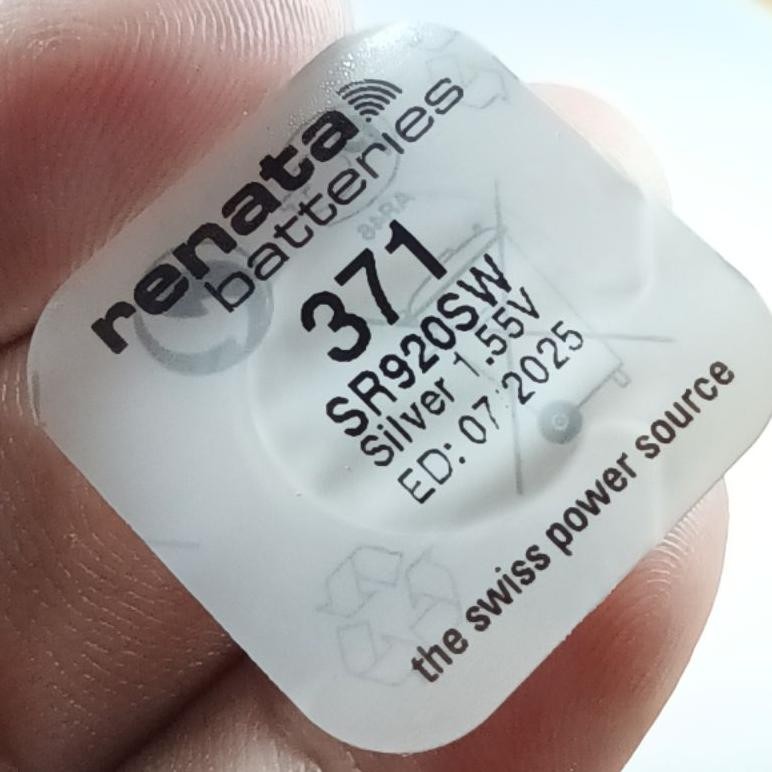 renata
batteries
371
SR920SW
Silver 1.55V
ED: 07 2025
the swiss power source